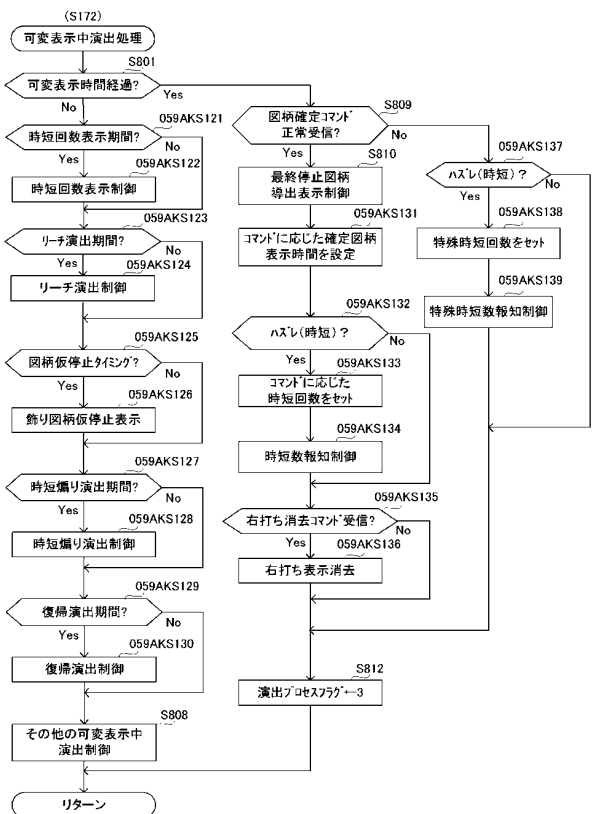 (S172)
可変表示中演出処理
S801
可変表示時間経過?
Yes
No
059AKS121
時短回数表示期間?
Yes
No
059AKS122
時短回数表示制御
059AKS123
リーチ演出期間?
Yes
No
059AKS124
リーチ演出制御
059AKS125
図柄仮停止タイミング?
Yes
No
059AKS126
飾り図柄仮停止表示
059AKS127
時短煽り演出期間?
Yes
No
059AKS128
時短煽り演出制御
059AKS129
復帰演出期間?
Yes
No
059AKS130
復帰演出制御
S808
その他の可変表示中
演出制御
リターン
S809
図柄確定コマンド
正常受信?
Yes
No
S810
最終停止図柄
導出表示制御
059AKS131
コマンドに応じた確定図柄
表示時間を設定
059AKS132
ハズレ(時短)?
Yes
No
059AKS133
コマンドに応じた
時短回数をセット
059AKS134
時短数報知制御
059AKS135
右打ち消去コマンド受信?
Yes
No
059AKS136
右打ち表示消去
059AKS137
ハズレ(時短)?
Yes
No
059AKS138
特殊時短回数をセット
059AKS139
特殊時短数報知制御
S812
演出プロセスフラグ←3